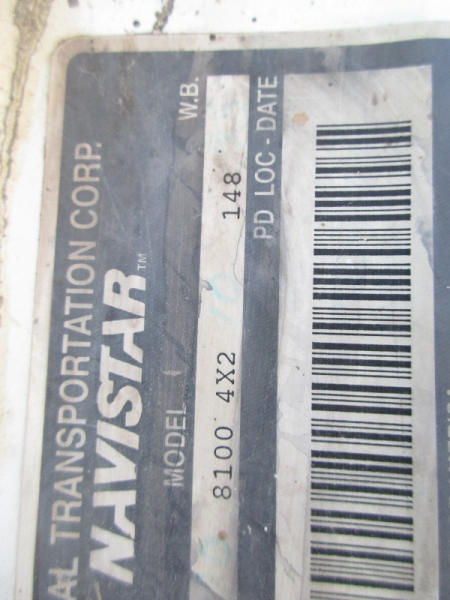 AL TRANSPORTATION CORP.
NAVISTAR™
MODEL W.B.
8100 4X2 148
PD LOC - DATE